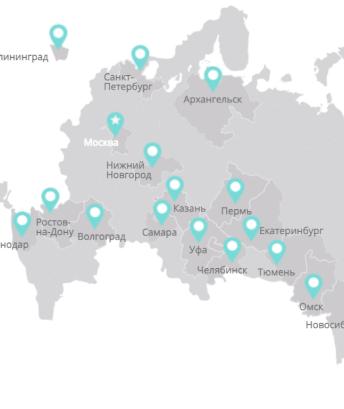 лининград
Санкт-
Петербург
Архангельск
Москва
Нижний
Новгород
Казань
Пермь
Ростов-
на-Дону
Самара
Екатеринбург
Волгоград
нодар
Уфа
Челябинск
Тюмень
Омск
Новосиб